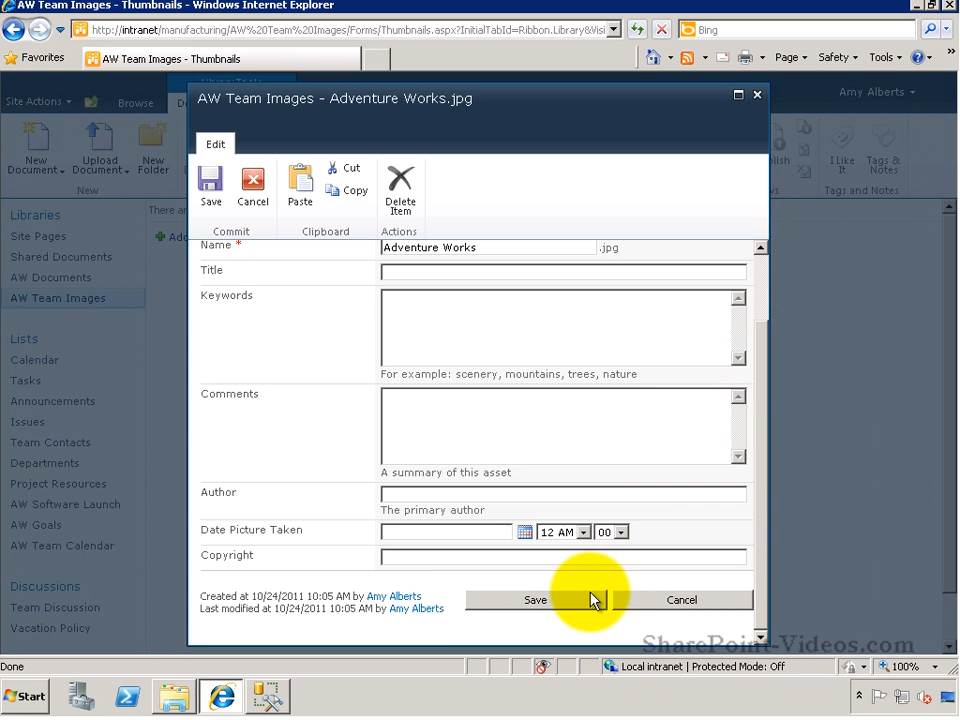 AW Team Images - Thumbnails - Windows Internet Explorer
http://intranet/manufacturing/AW%20Team%20Images/Forms/Thumbnails.aspx?InitialTabId=Ribbon.Library&Visi
Bing
Favorites
AW Team Images - Thumbnails
Page
Safety
Tools
Site Actions
Browse
Amy Alberts
AW Team Images - Adventure Works.jpg
Edit
New Document
Upload Document
New Folder
New
Save
Cancel
Commit
Paste
Cut
Copy
Clipboard
Delete Item
Actions
I Like It
Tags & Notes
Tags and Notes
Libraries
Site Pages
Shared Documents
AW Documents
AW Team Images
Lists
Calendar
Tasks
Announcements
Issues
Team Contacts
Departments
Project Resources
AW Software Launch
AW Goals
AW Team Calendar
Discussions
Team Discussion
Vacation Policy
There ar
Add
Name *
Adventure Works
.jpg
Title
Keywords
For example: scenery, mountains, trees, nature
Comments
A summary of this asset
Author
The primary author
Date Picture Taken
12 AM
00
Copyright
Created at 10/24/2011 10:05 AM by Amy Alberts
Last modified at 10/24/2011 10:05 AM by Amy Alberts
Save
Cancel
SharePoint-Videos.com
Done
Local intranet | Protected Mode: Off
100%
Start